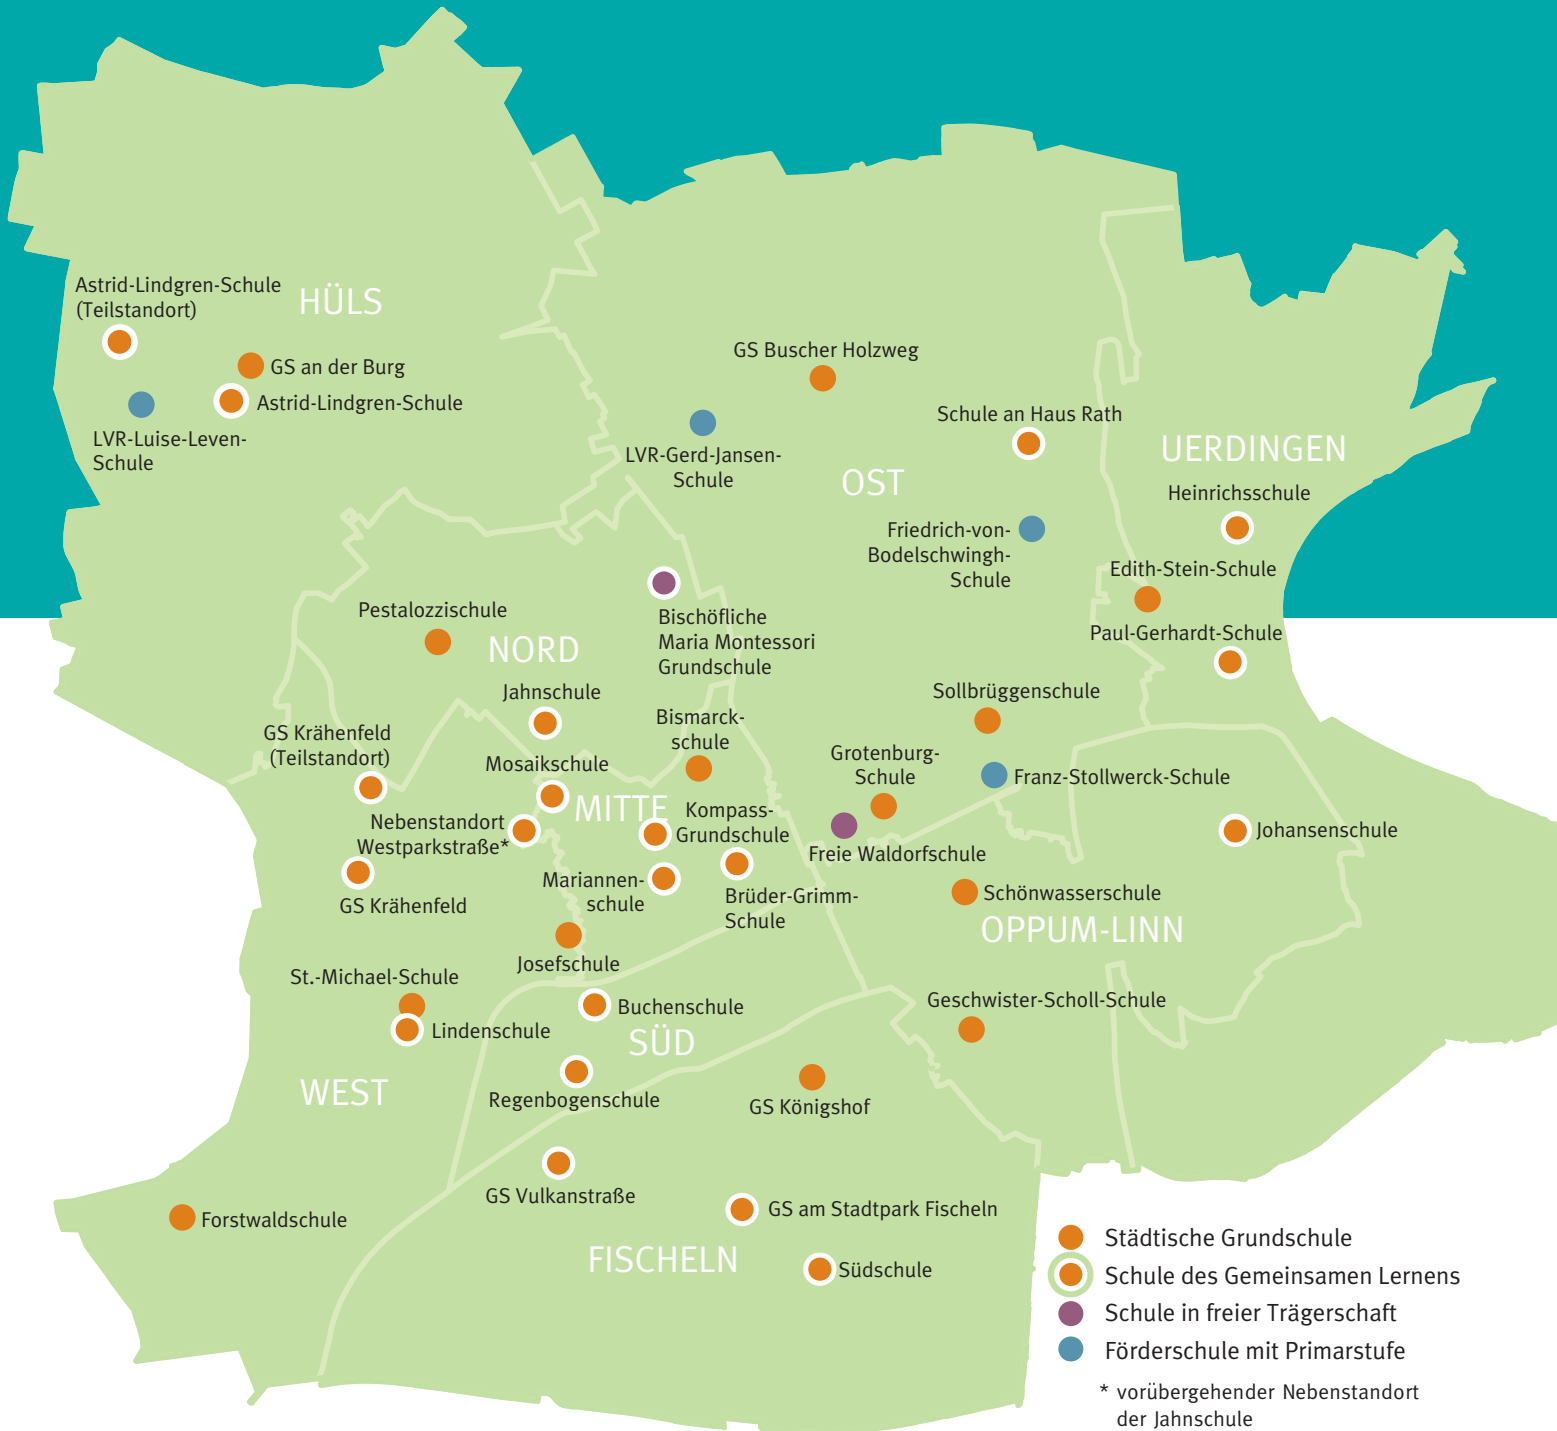 Astrid-Lindgren-Schule
(Teilstandort)
HÜLS
GS an der Burg
Astrid-Lindgren-Schule
LVR-Luise-Leven-
Schule
GS Buscher Holzweg
LVR-Gerd-Jansen-
Schule
Schule an Haus Rath
OST
UERDINGEN
Heinrichsschule
Friedrich-von-
Bodelschwingh-
Schule
Edith-Stein-Schule
Paul-Gerhardt-Schule
Pestalozzischule
NORD
Bischöfliche
Maria Montessori
Grundschule
Jahnschule
Bismarck-
schule
Sollbrüggenschule
GS Krähenfeld
(Teilstandort)
Mosaikschule
Grotenburg-
Schule
Franz-Stollwerck-Schule
MITTE
Kompass-
Grundschule
Nebenstandort
Westparkstraße*
Freie Waldorfschule
Johansenschule
GS Krähenfeld
Mariannen-
schule
Brüder-Grimm-
Schule
Schönwasserschule
OPPUM-LINN
Josefschule
St.-Michael-Schule
Lindenschule
Buchenschule
Geschwister-Scholl-Schule
SÜD
WEST
Regenbogenschule
GS Königshof
GS Vulkanstraße
GS am Stadtpark Fischeln
Forstwaldschule
FISCHELN
Südschule
Städtische Grundschule
Schule des Gemeinsamen Lernens
Schule in freier Trägerschaft
Förderschule mit Primarstufe
* vorübergehender Nebenstandort
der Jahnschule